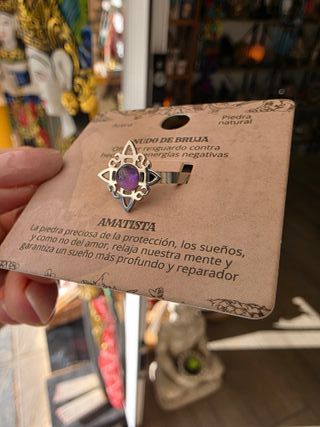 Piedra
natural
NUDO DE BRUJA
resguardo contra
energías negativas
AMATISTA
La piedra preciosa de la protección, los sueños,
y como no del amor, relaja nuestra mente y
garantiza un sueño más profundo y reparador